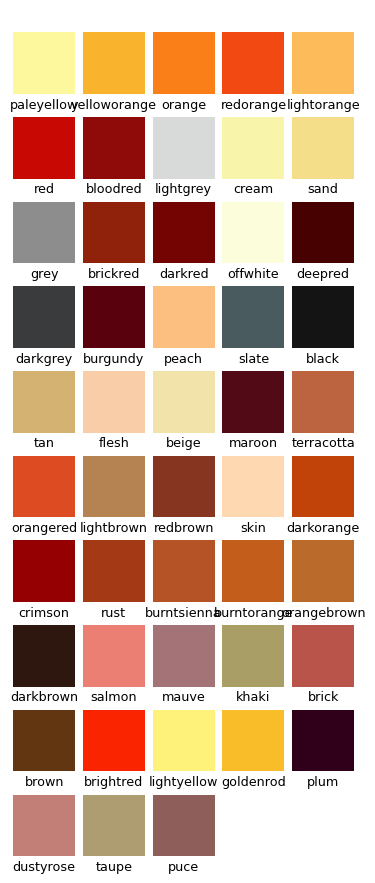 paleyellow yelloworange orange redorange lightorange
red bloodred lightgrey cream sand
grey brickred darkred offwhite deepred
darkgrey burgundy peach slate black
tan flesh beige maroon terracotta
orangered lightbrown redbrown skin darkorange
crimson rust burntsienna burntorange orangebrown
darkbrown salmon mauve khaki brick
brown brightred lightyellow goldenrod plum
dustyrose taupe puce